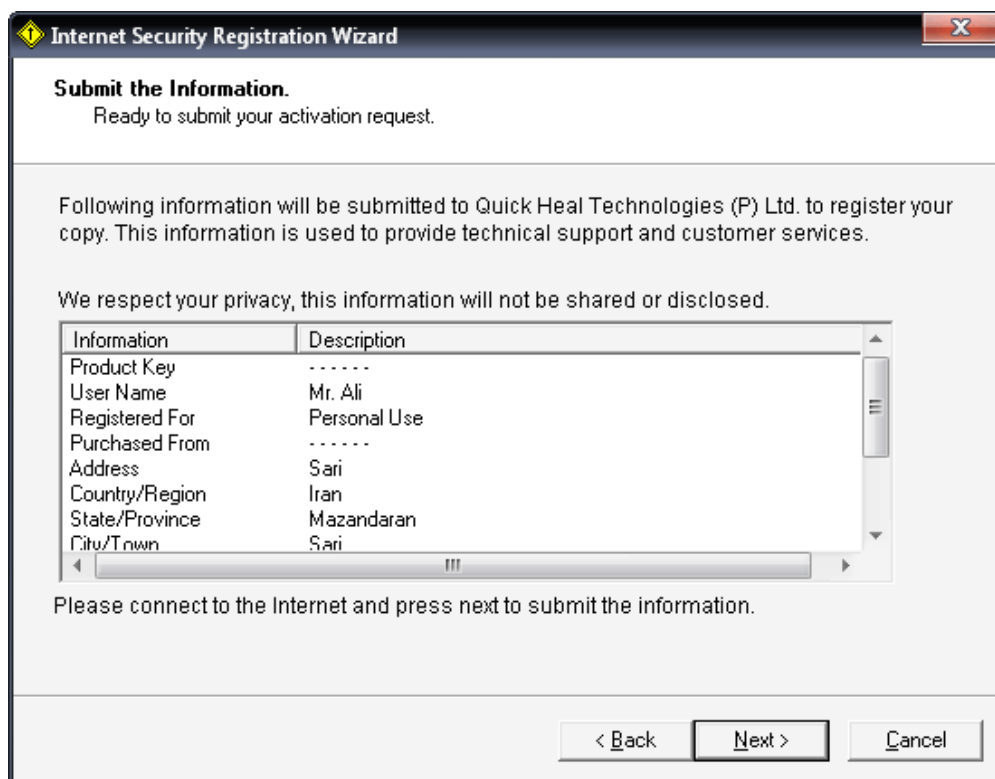 Internet Security Registration Wizard
Submit the Information.
Ready to submit your activation request.
Following information will be submitted to Quick Heal Technologies (P) Ltd. to register your
copy. This information is used to provide technical support and customer services.
We respect your privacy, this information will not be shared or disclosed.
Information Description
Product Key - - - - - -
User Name Mr. Ali
Registered For Personal Use
Purchased From - - - - - -
Address Sari
Country/Region Iran
State/Province Mazandaran
City/Town Sari
Please connect to the Internet and press next to submit the information.
< Back Next > Cancel